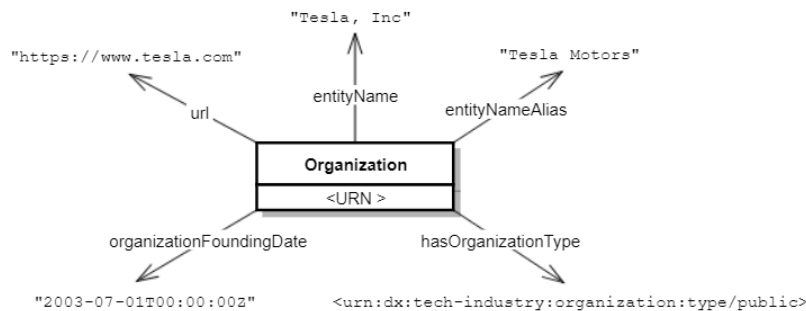 "Tesla, Inc"
"https://www.tesla.com"
"Tesla Motors"
entityName
url
entityNameAlias
Organization
<URN >
organizationFoundingDate
hasOrganizationType
"2003-07-01T00:00:00Z"
<urn:dx:tech-industry:organization:type/public>